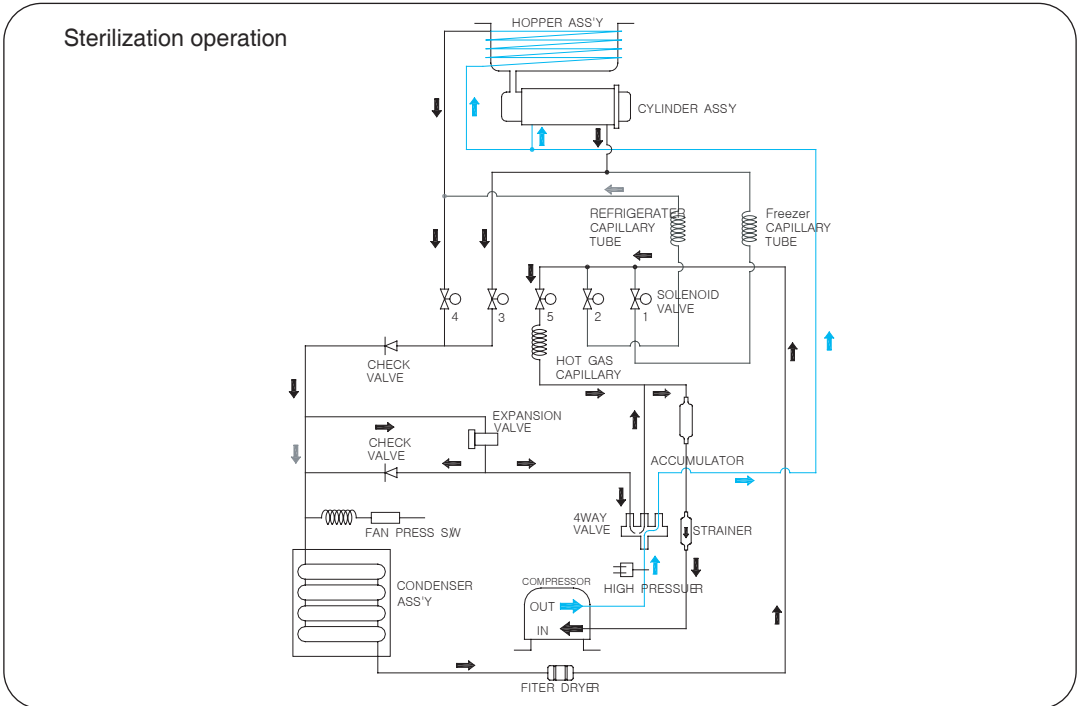 Sterilization operation
HOPPER ASS'Y
CYLINDER ASS'Y
REFRIGERATER
CAPILLARY
TUBE
Freezer
CAPILLARY
TUBE
SOLENOID
VALVE
4
3
5
2
1
CHECK
VALVE
HOT GAS
CAPILLARY
EXPANSION
VALVE
CHECK
VALVE
ACCUMULATOR
4WAY
VALVE
STRAINER
FAN PRESS S/W
HIGH PRESSUER
COMPRESSOR
OUT
IN
CONDENSER
ASS'Y
FITER DRYER